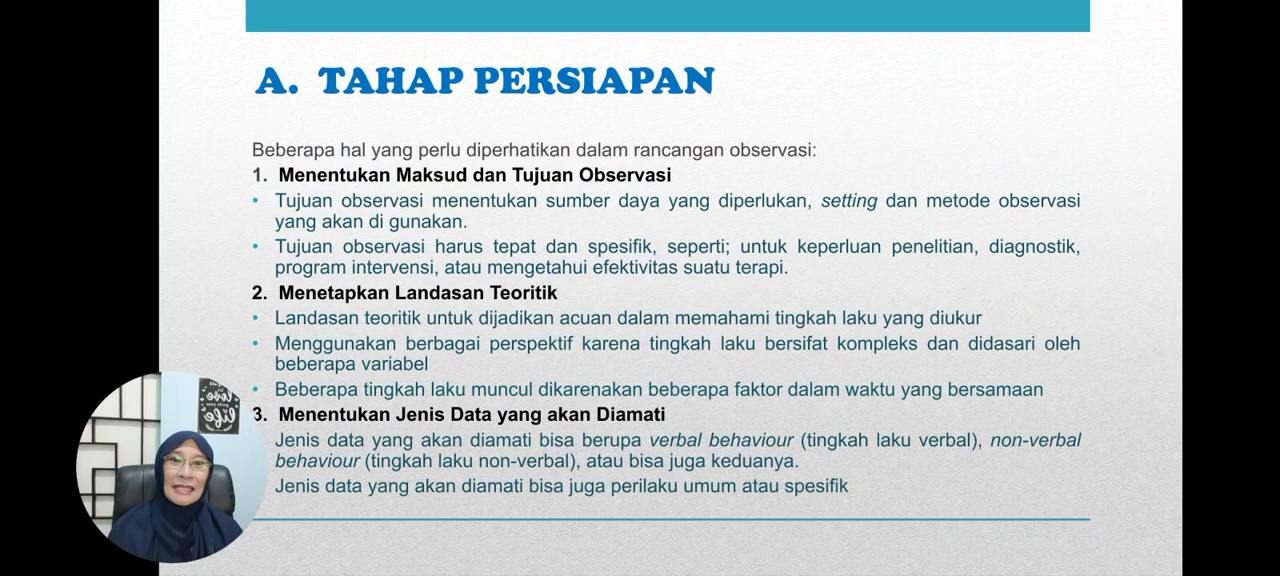 A. TAHAP PERSIAPAN
Beberapa hal yang perlu diperhatikan dalam rancangan observasi:
1. Menentukan Maksud dan Tujuan Observasi
• Tujuan observasi menentukan sumber daya yang diperlukan, setting dan metode observasi
yang akan di gunakan.
• Tujuan observasi harus tepat dan spesifik, seperti; untuk keperluan penelitian, diagnostik,
program intervensi, atau mengetahui efektivitas suatu terapi.
2. Menetapkan Landasan Teoritik
• Landasan teoritik untuk dijadikan acuan dalam memahami tingkah laku yang diukur
• Menggunakan berbagai perspektif karena tingkah laku bersifat kompleks dan didasari oleh
beberapa variabel
• Beberapa tingkah laku muncul dikarenakan beberapa faktor dalam waktu yang bersamaan
3. Menentukan Jenis Data yang akan Diamati
Jenis data yang akan diamati bisa berupa verbal behaviour (tingkah laku verbal), non-verbal
behaviour (tingkah laku non-verbal), atau bisa juga keduanya.
Jenis data yang akan diamati bisa juga perilaku umum atau spesifik
love
life